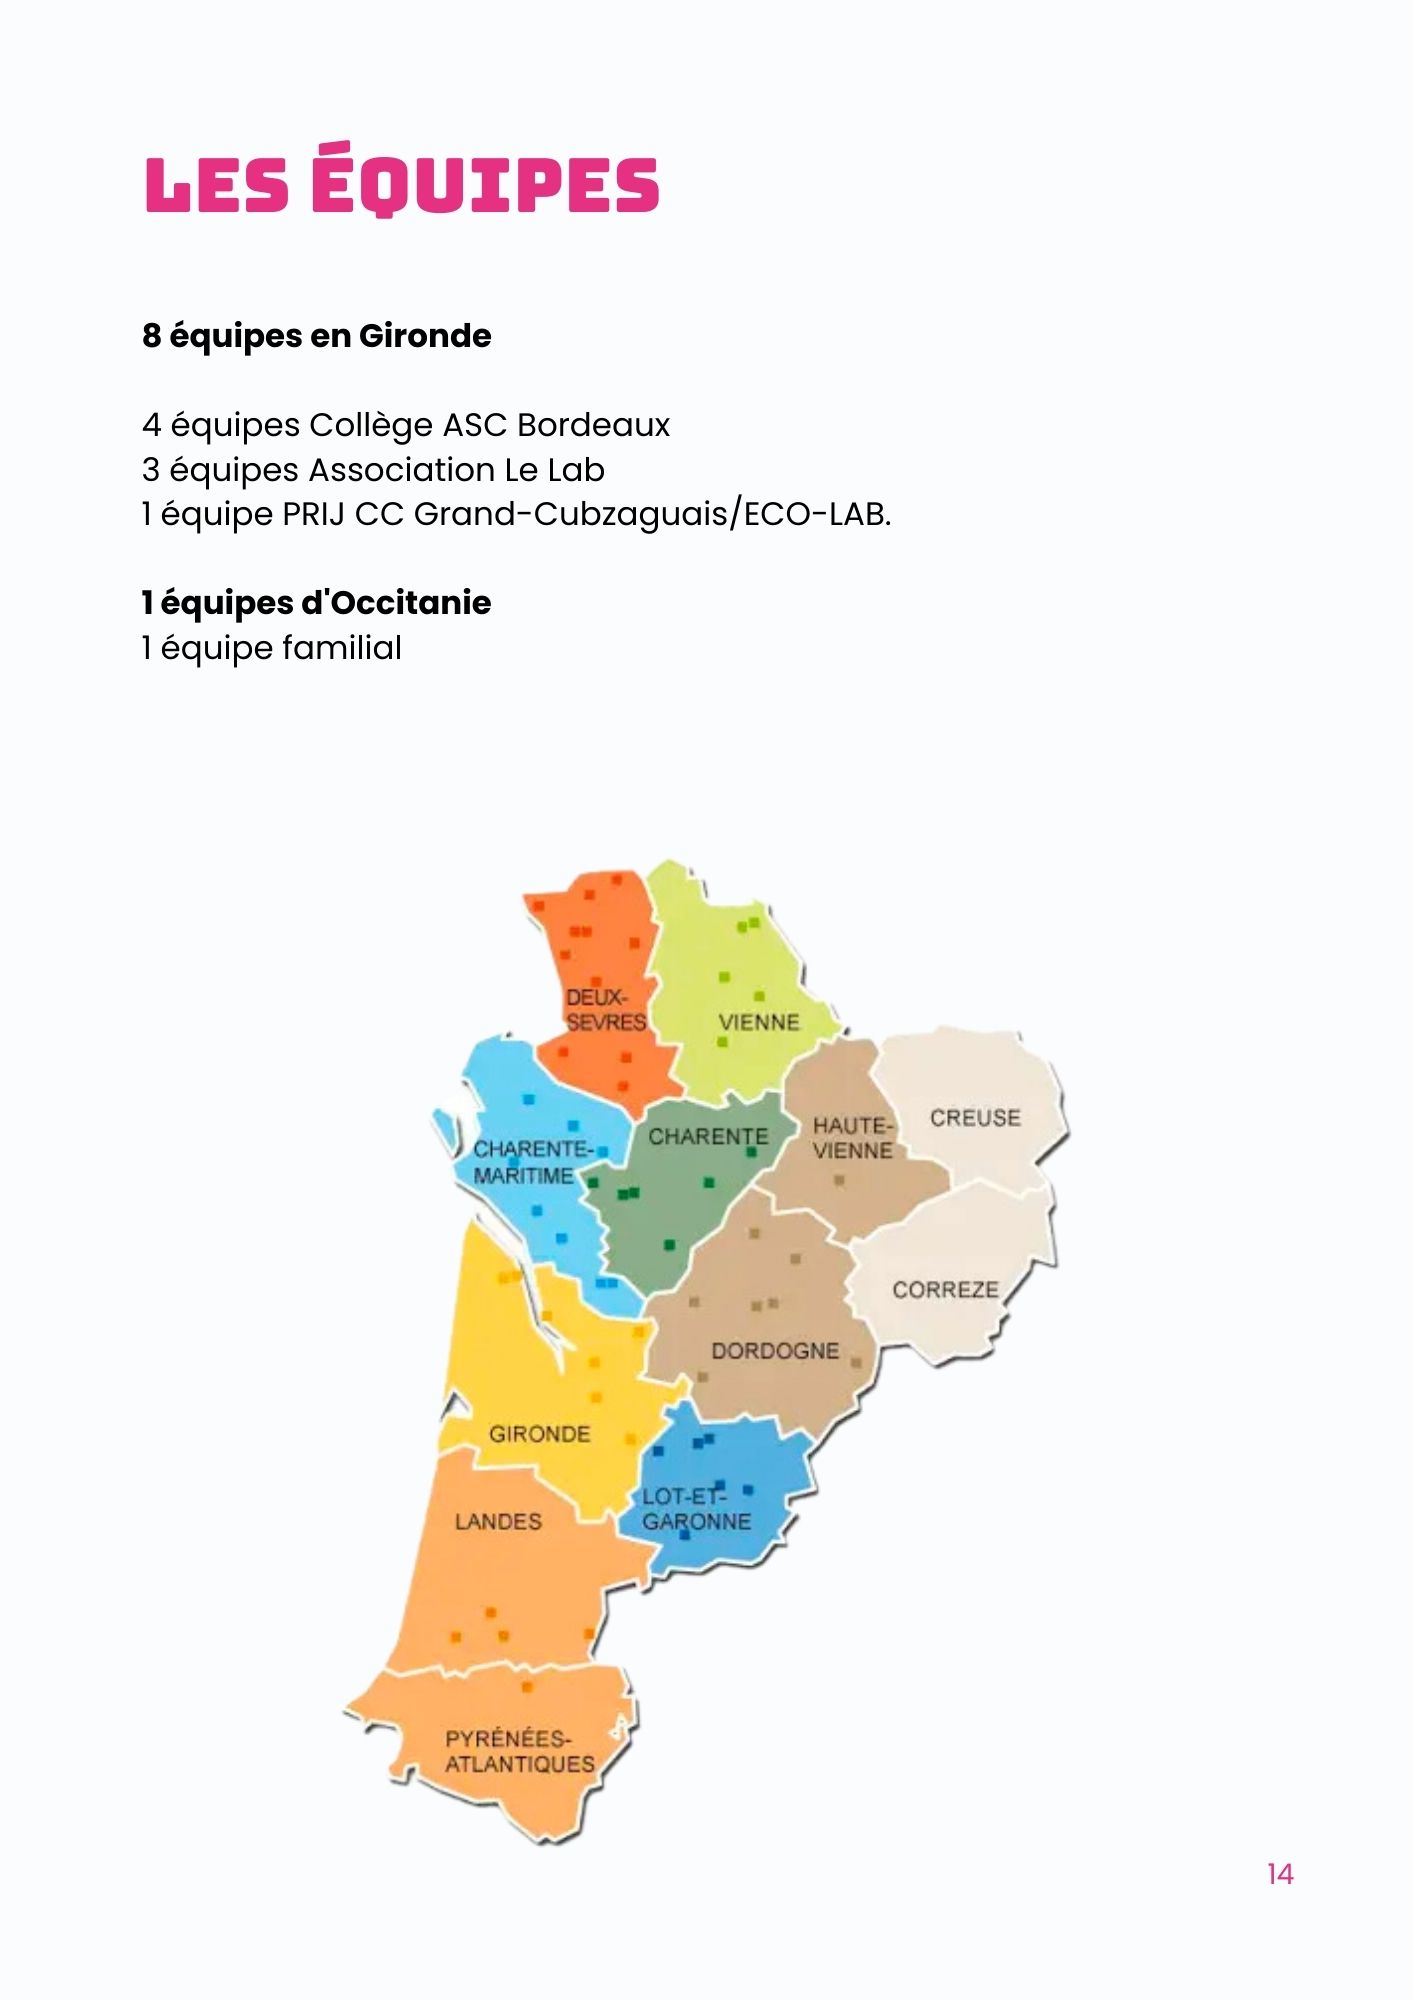 LES ÉQUIPES
8 équipes en Gironde
4 équipes Collège ASC Bordeaux
3 équipes Association Le Lab
1 équipe PRIJ CC Grand-Cubzaguais/ECO-LAB.
1 équipes d'Occitanie
1 équipe familial
DEUX-
SEVRES
VIENNE
CHARENTE-
MARITIME
CHARENTE
HAUTE-
VIENNE
CREUSE
CORREZE
DORDOGNE
GIRONDE
LOT-ET-
GARONNE
LANDES
PYRÉNÉES-
ATLANTIQUES
14